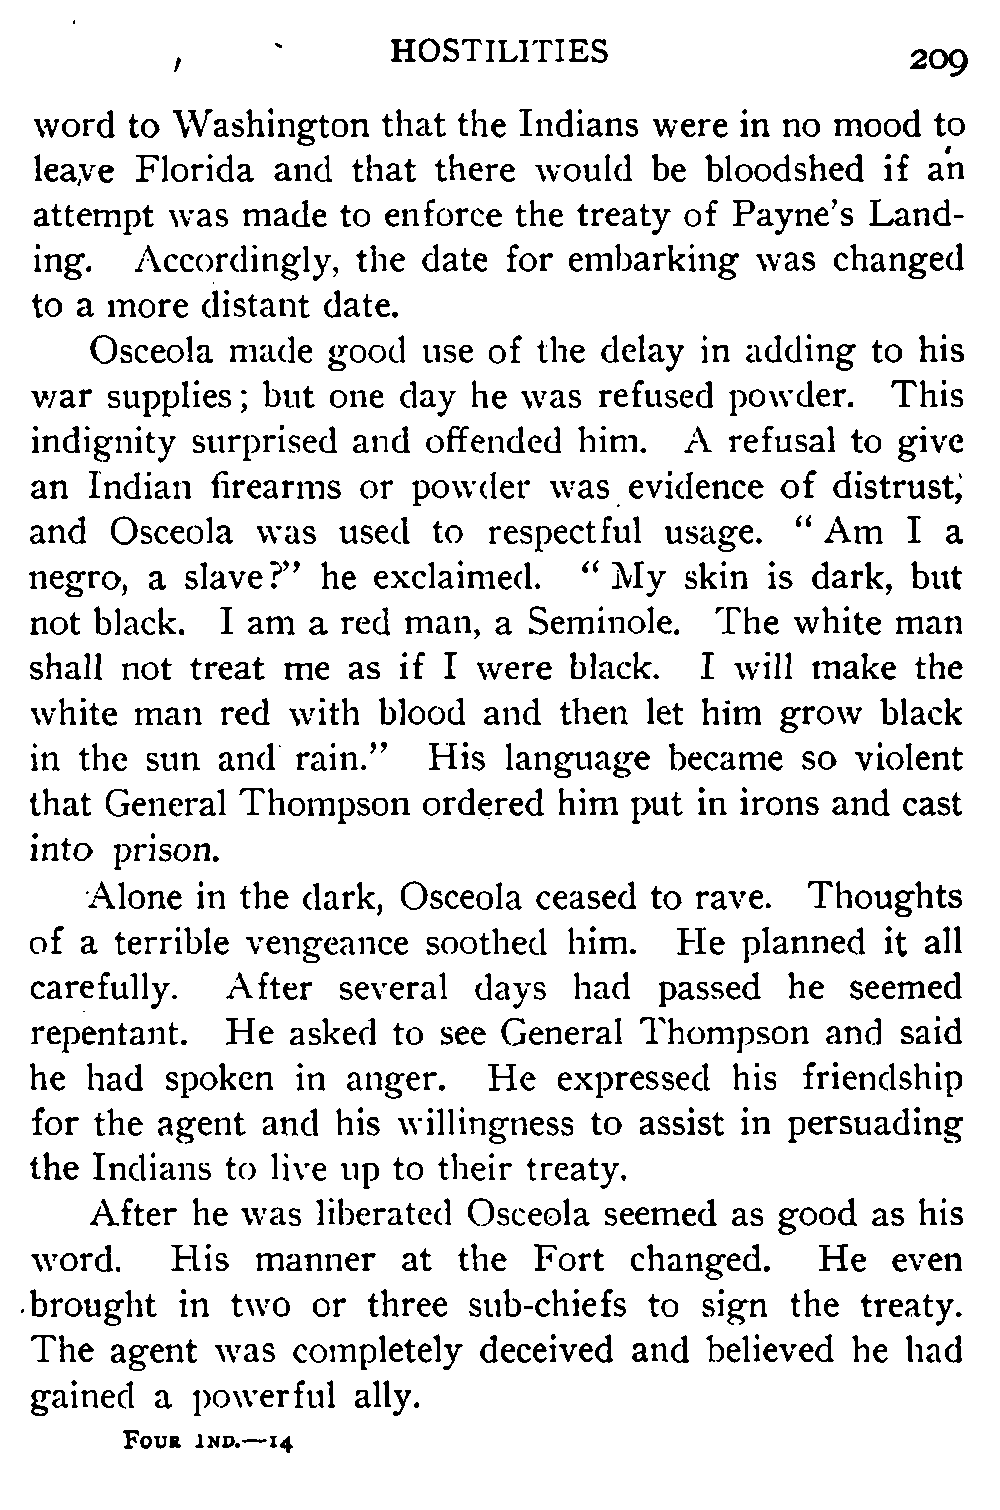 HOSTILITIES 209
word to Washington that the Indians were in no mood to
leave Florida and that there would be bloodshed if an
attempt was made to enforce the treaty of Payne's Land-
ing. Accordingly, the date for embarking was changed
to a more distant date.
Osceola made good use of the delay in adding to his
war supplies; but one day he was refused powder. This
indignity surprised and offended him. A refusal to give
an Indian firearms or powder was evidence of distrust,
and Osceola was used to respectful usage. "Am I a
negro, a slave?" he exclaimed. "My skin is dark, but
not black. I am a red man, a Seminole. The white man
shall not treat me as if I were black. I will make the
white man red with blood and then let him grow black
in the sun and rain." His language became so violent
that General Thompson ordered him put in irons and cast
into prison.
Alone in the dark, Osceola ceased to rave. Thoughts
of a terrible vengeance soothed him. He planned it all
carefully. After several days had passed he seemed
repentant. He asked to see General Thompson and said
he had spoken in anger. He expressed his friendship
for the agent and his willingness to assist in persuading
the Indians to live up to their treaty.
After he was liberated Osceola seemed as good as his
word. His manner at the Fort changed. He even
brought in two or three sub-chiefs to sign the treaty.
The agent was completely deceived and believed he had
gained a powerful ally.
FOUR IND.—14